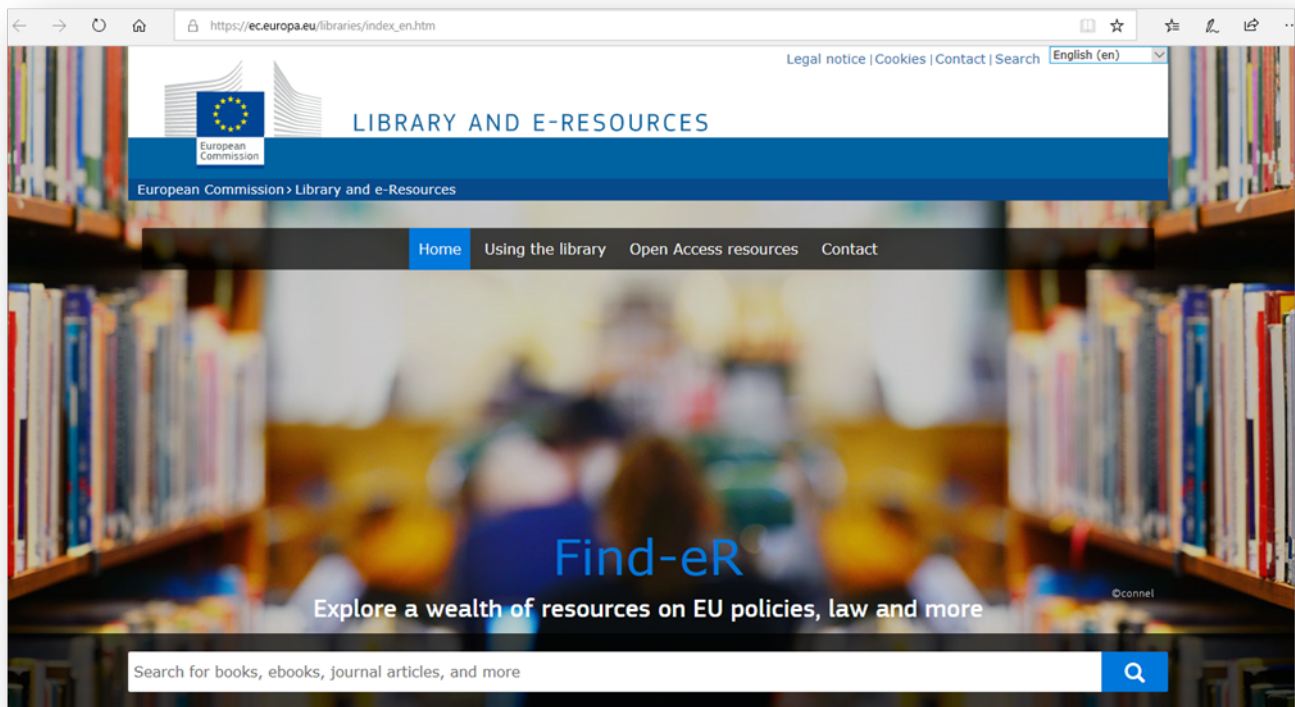 https://ec.europa.eu/libraries/index_en.htm
Legal notice | Cookies | Contact | Search English (en)
LIBRARY AND E-RESOURCES
European
Commission
European Commission › Library and e-Resources
Home Using the library Open Access resources Contact
Find-eR
©connel
Explore a wealth of resources on EU policies, law and more
Search for books, ebooks, journal articles, and more